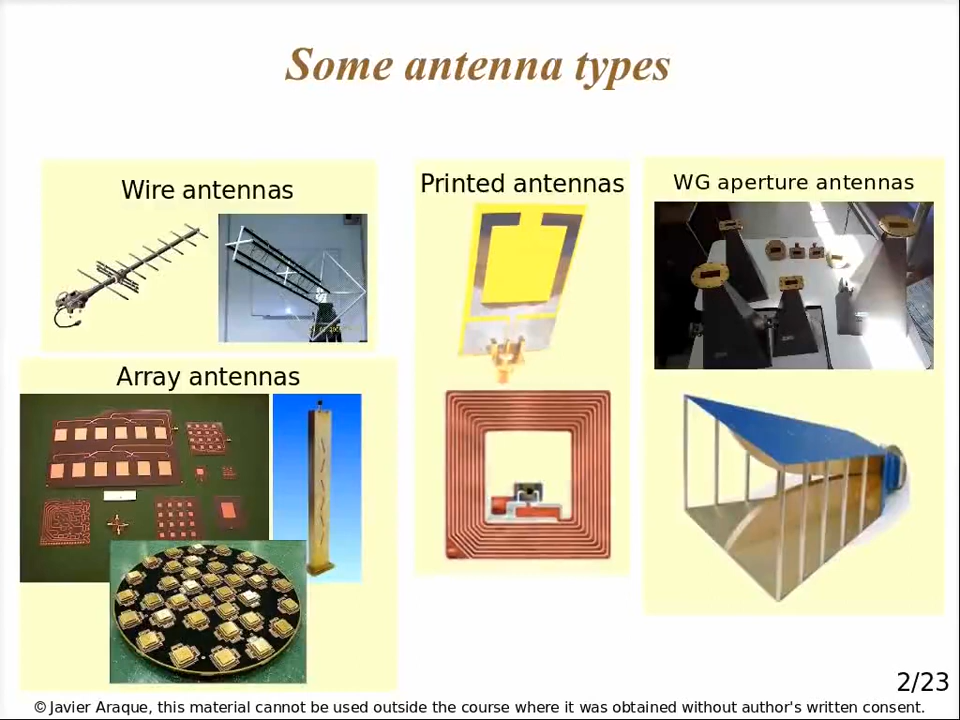 Some antenna types
Wire antennas
Printed antennas
WG aperture antennas
Array antennas
2/23
©Javier Araque, this material cannot be used outside the course where it was obtained without author's written consent.